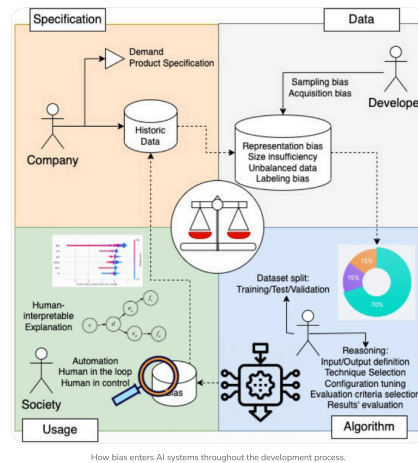 Specification
Data
Demand
Product Specification
Sampling bias
Acquisition bias
Develope
Company
Historic
Data
Representation bias
Size insufficiency
Unbalanced data
Labeling bias
15%
15%
70%
Dataset split:
Training/Test/Validation
Human-
interpretable
Explanation
Reasoning:
Input/Output definition
Technique Selection
Configuration tuning
Evaluation criteria selection
Results' evaluation
Automation
Human in the loop
Human in control
Bias
Society
Usage
Algorithm
How bias enters AI systems throughout the development process.